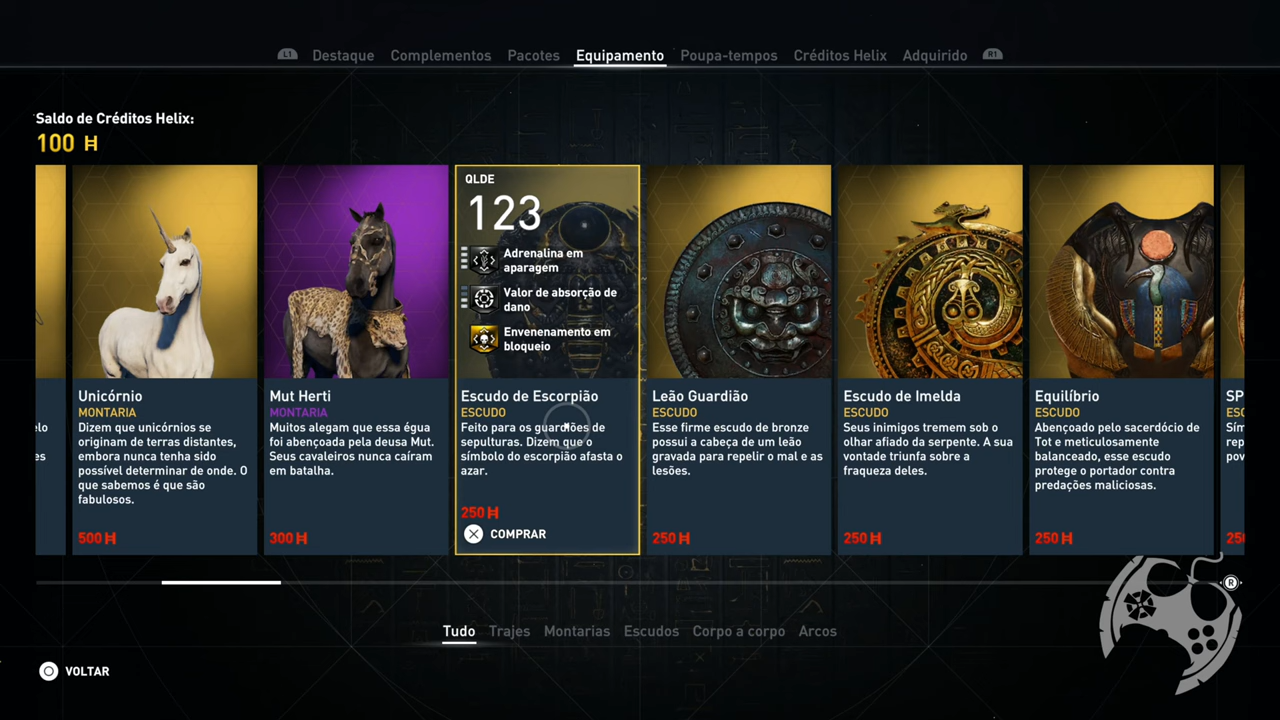 L1 Destaque Complementos Pacotes Equipamento Poupa-tempos Créditos Helix Adquirido R1
Saldo de Créditos Helix:
100
Unicórnio
MONTARIA
Dizem que unicórnios se
originam de terras distantes,
embora nunca tenha sido
possível determinar de onde. O
que sabemos é que são
fabulosos.
500
Mut Herti
MONTARIA
Muitos alegam que essa égua
foi abençoada pela deusa Mut.
Seus cavaleiros nunca caíram
em batalha.
300
QLDE
123
Adrenalina em
aparagem
Valor de absorção de
dano
Envenenamento em
bloqueio
Escudo de Escorpião
ESCUDO
Feito para os guardiões de
sepulturas. Dizem que o
símbolo do escorpião afasta o
azar.
250
COMPRAR
Leão Guardião
ESCUDO
Esse firme escudo de bronze
possui a cabeça de um leão
gravada para repelir o mal e as
lesões.
250
Escudo de Imelda
ESCUDO
Seus inimigos tremem sob o
olhar afiado da serpente. A sua
vontade triunfa sobre a
fraqueza deles.
250
Equilíbrio
ESCUDO
Abençoado pelo sacerdócio de
Tot e meticulosamente
balanceado, esse escudo
protege o portador contra
predações maliciosas.
250
R
Tudo Trajes Montarias Escudos Corpo a corpo Arcos
VOLTAR